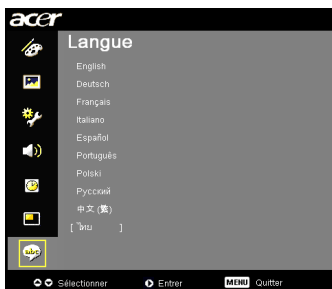 acer
Langue
English
Deutsch
Français
Italiano
Español
Português
Polski
Русский
中文 (繁)
[ ไทย ]
abc
Sélectionner Entrer MENU Quitter